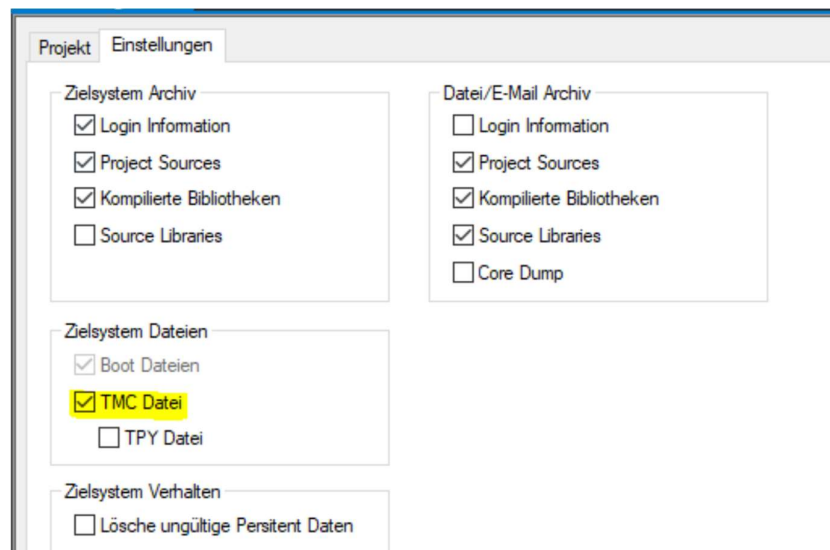 Projekt
Einstellungen
Zielsystem Archiv
Login Information
Project Sources
Kompilierte Bibliotheken
Source Libraries
Datei/E-Mail Archiv
Login Information
Project Sources
Kompilierte Bibliotheken
Source Libraries
Core Dump
Zielsystem Dateien
Boot Dateien
TMC Datei
TPY Datei
Zielsystem Verhalten
Lösche ungültige Persitent Daten